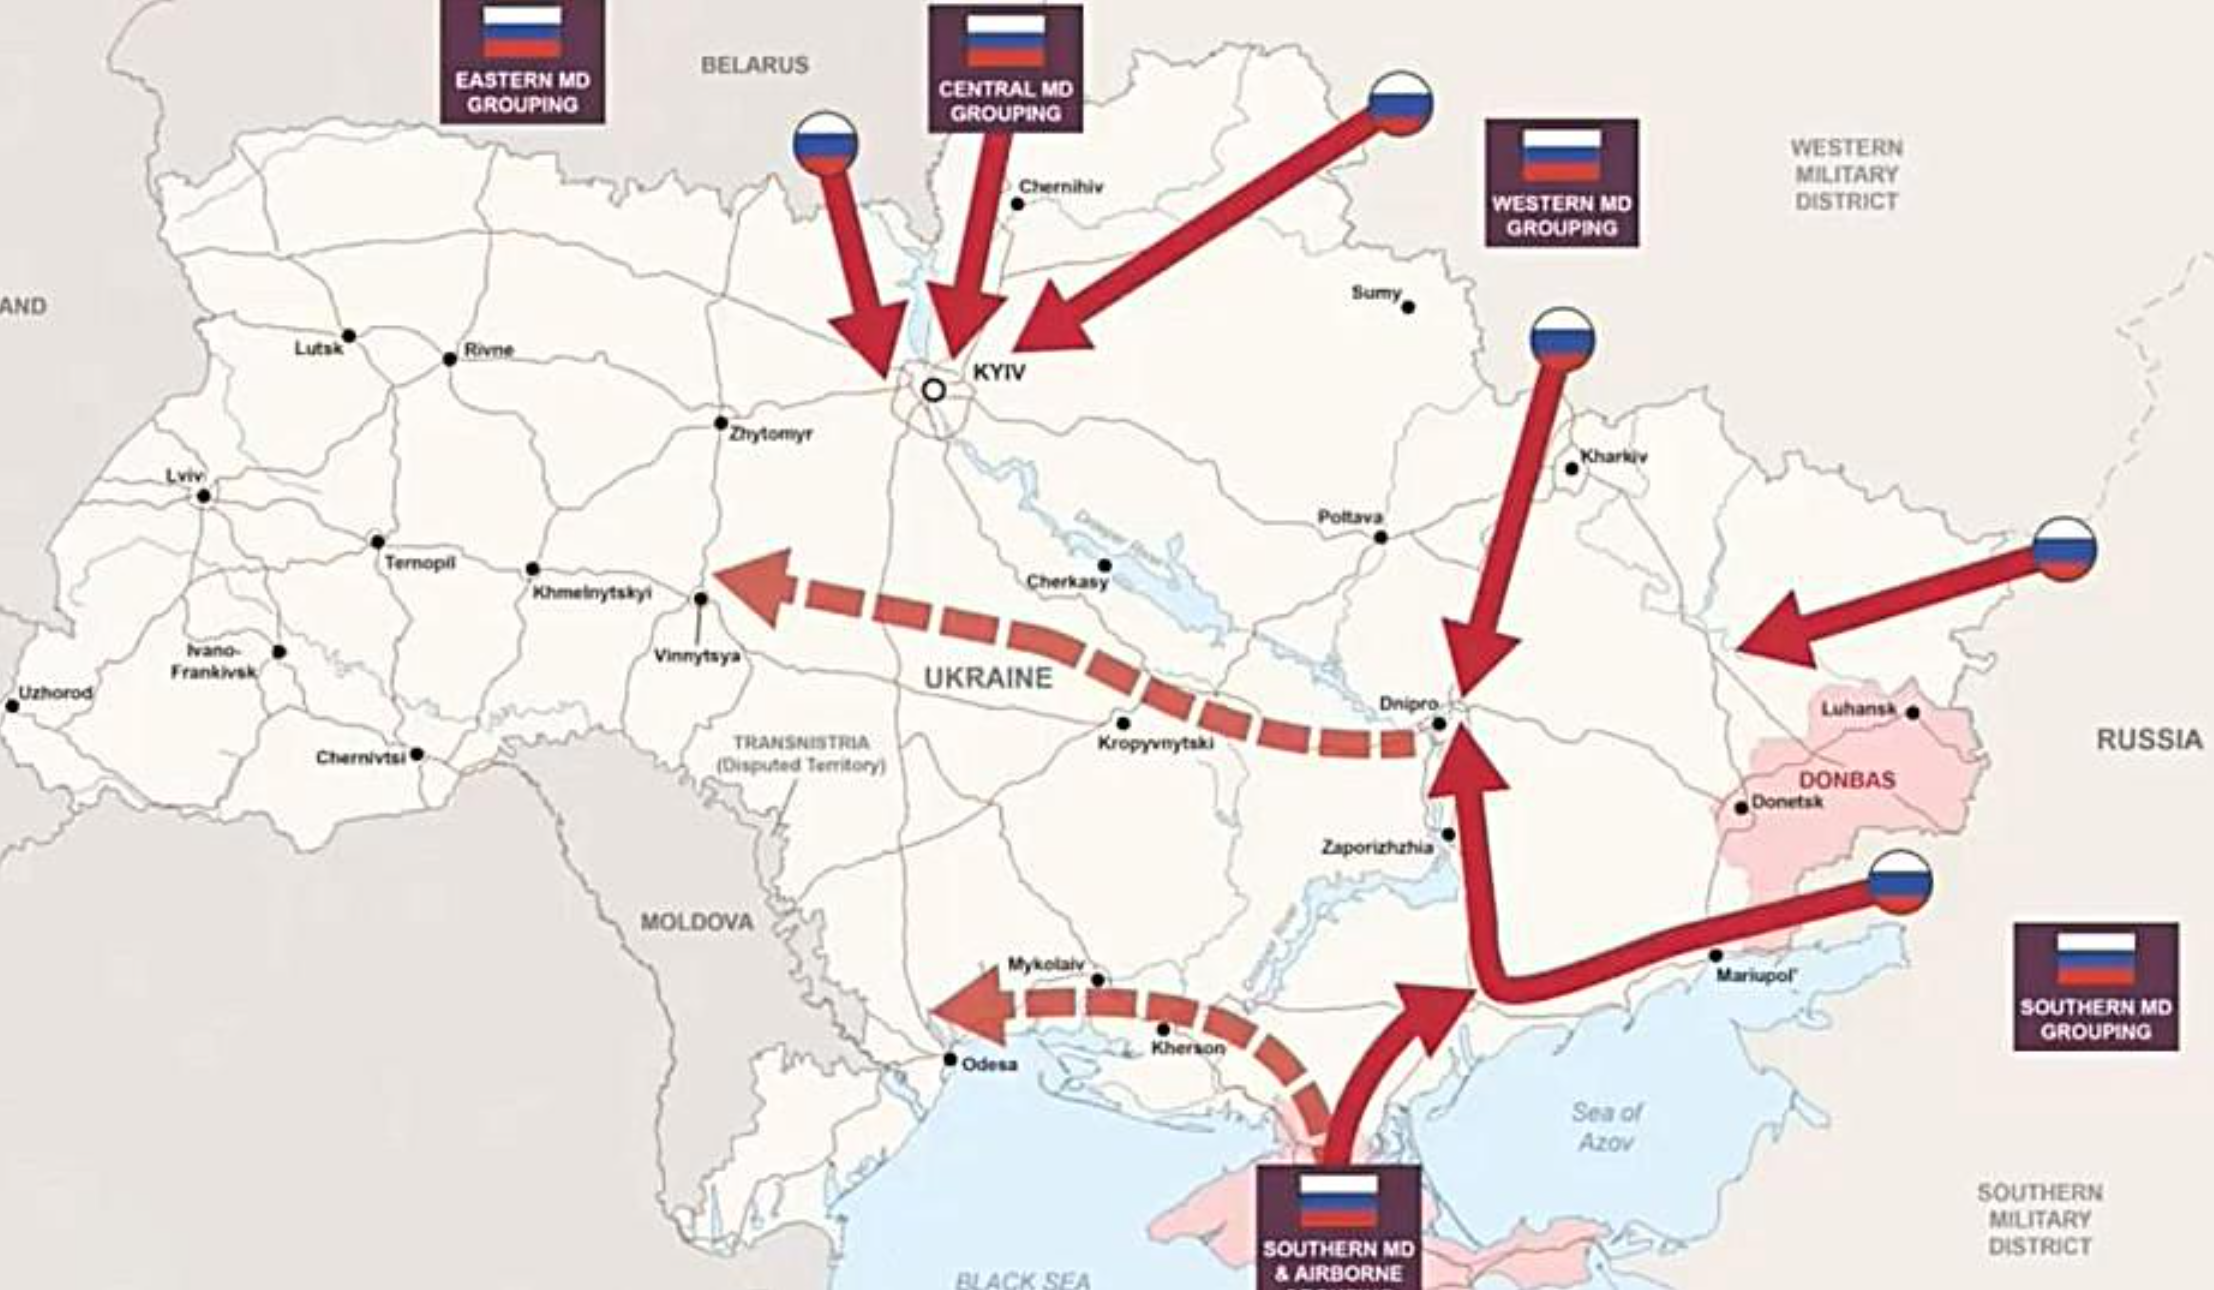 EASTERN MD
GROUPING
BELARUS
CENTRAL MD
GROUPING
WESTERN MD
GROUPING
WESTERN
MILITARY
DISTRICT
Chernihiv
AND
Sumy
Lutsk
Rivne
KYIV
Zhytomyr
Kharkiv
Lviv
Poltava
Dnieper River
Ternopil
Khmelnytskyi
Cherkasy
Ivano-
Frankivsk
Vinnytsya
UKRAINE
Uzhorod
Dnipro
Luhansk
RUSSIA
Chernivtsi
TRANSNISTRIA
(Disputed Territory)
Kropyvnytski
DONBAS
Donetsk
Zaporizhzhia
MOLDOVA
Mykolaiv
Mariupol'
SOUTHERN MD
GROUPING
Kherson
Odesa
Sea of
Azov
SOUTHERN
MILITARY
DISTRICT
SOUTHERN MD
& AIRBORNE
BLACK SEA